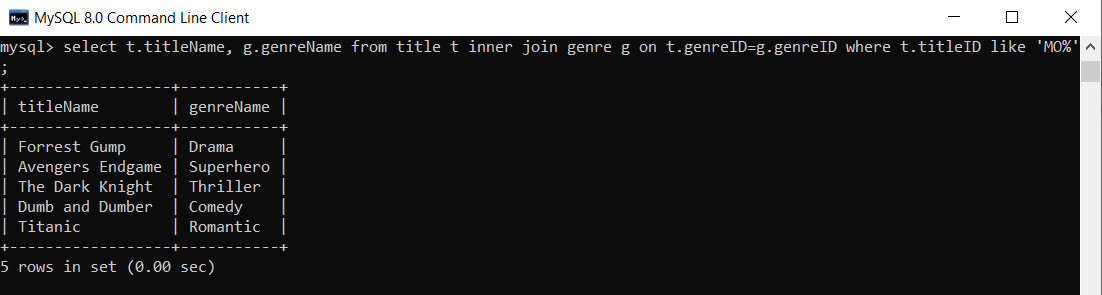 MySQL 8.0 Command Line Client
mysql> select t.titleName, g.genreName from title t inner join genre g on t.genreID=g.genreID where t.titleID like 'MO%'
;
+-----------------+-----------+
| titleName       | genreName |
+-----------------+-----------+
| Forrest Gump    | Drama     |
| Avengers Endgame | Superhero |
| The Dark Knight | Thriller  |
| Dumb and Dumber | Comedy    |
| Titanic         | Romantic  |
+-----------------+-----------+
5 rows in set (0.00 sec)